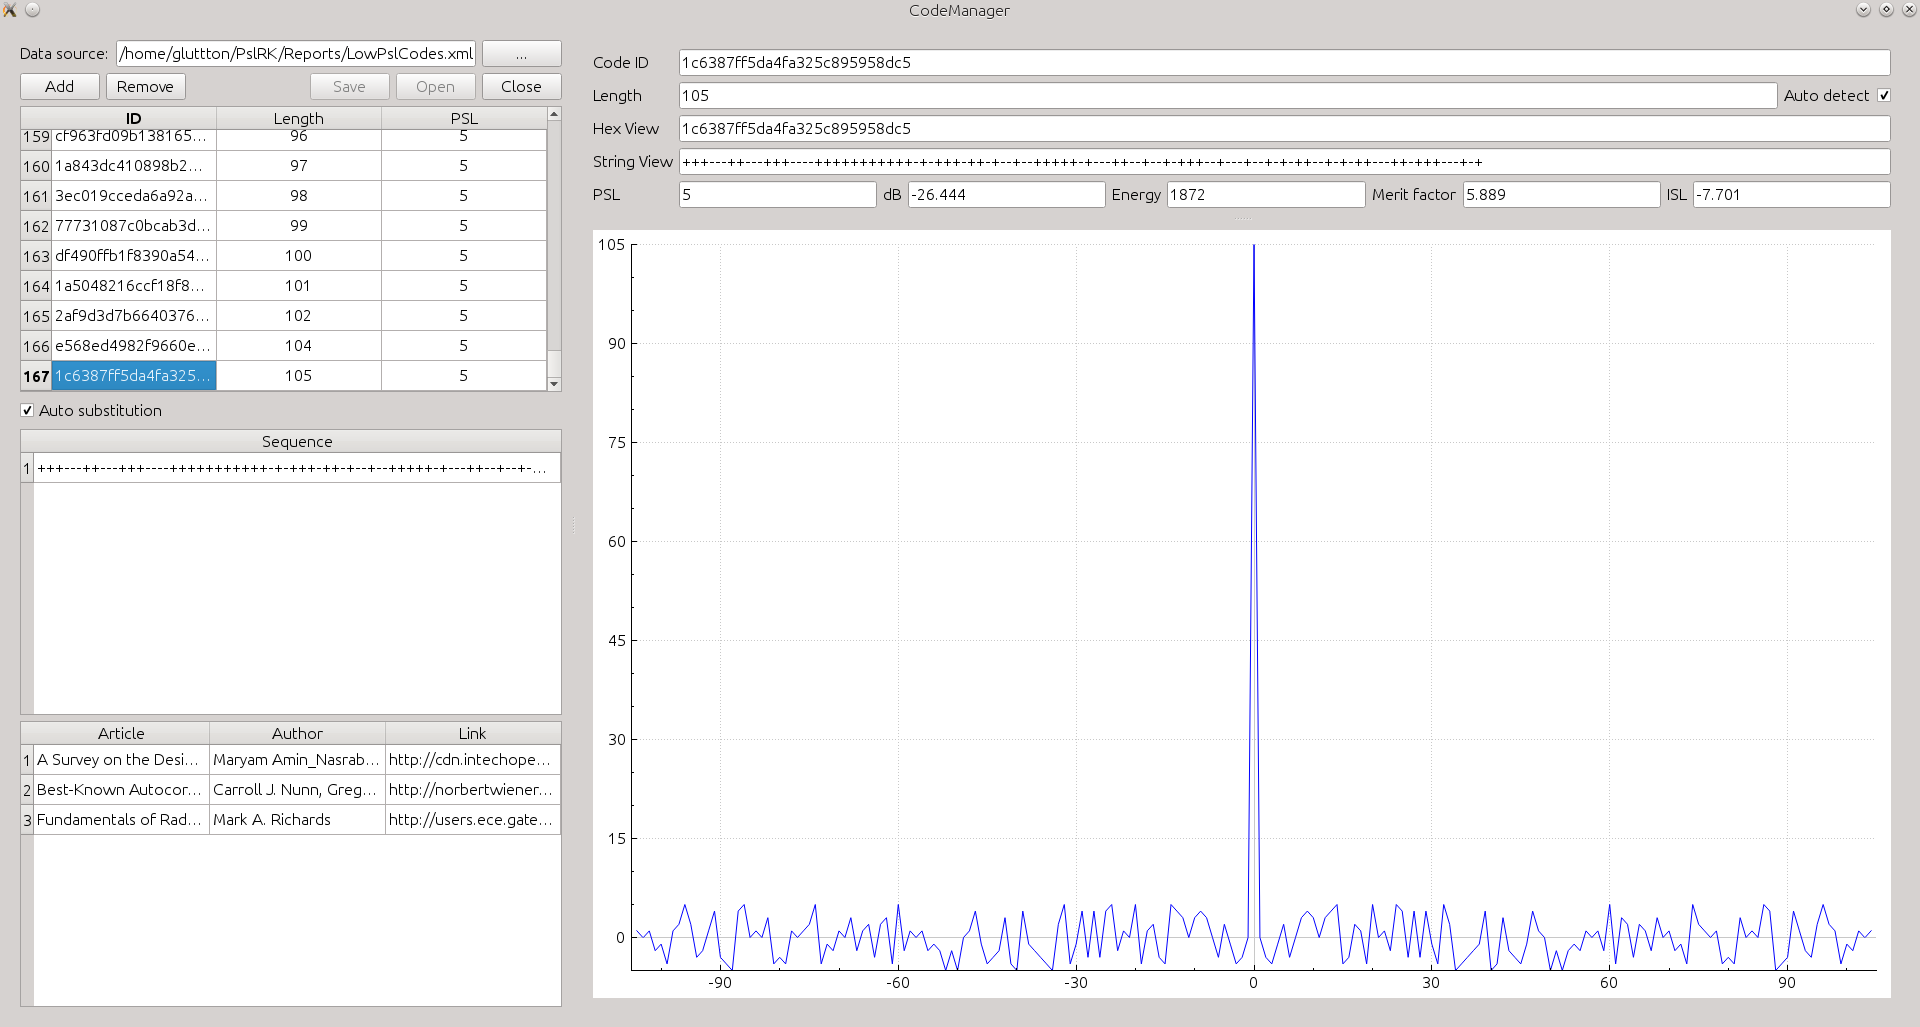 CodeManager
Data source: /home/gluttton/PslRK/Reports/LowPslCodes.xml ...
Add Remove Save Open Close
ID Length PSL
159 cf963fd09b138165... 96 5
160 1a843dc410898b2... 97 5
161 3ec019cceda6a92a... 98 5
162 77731087c0bcab3d... 99 5
163 df490ffb1f8390a54... 100 5
164 1a5048216ccf18f8... 101 5
165 2af9d3d7b6640376... 102 5
166 e568ed4982f9660e... 104 5
167 1c6387ff5da4fa325... 105 5
Auto substitution
Sequence
1 +++---++---+++----+++++++++++-+-+++-++-+--+--+++++-+---++--+--+-...
Article Author Link
1 A Survey on the Desi... Maryam Amin_Nasrab... http://cdn.intechope...
2 Best-Known Autocor... Carroll J. Nunn, Greg... http://norbertwiener...
3 Fundamentals of Rad... Mark A. Richards http://users.ece.gate...
Code ID 1c6387ff5da4fa325c895958dc5
Length 105 Auto detect
Hex View 1c6387ff5da4fa325c895958dc5
String View +++---++---+++----+++++++++++-+-+++-++-+--+--+++++-+---++--+--+-+++--+---+--+-+-++--+-+-++---++-+++---+-+
PSL 5 dB -26.444 Energy 1872 Merit factor 5.889 ISL -7.701
105
90
75
60
45
30
15
0
-90 -60 -30 0 30 60 90